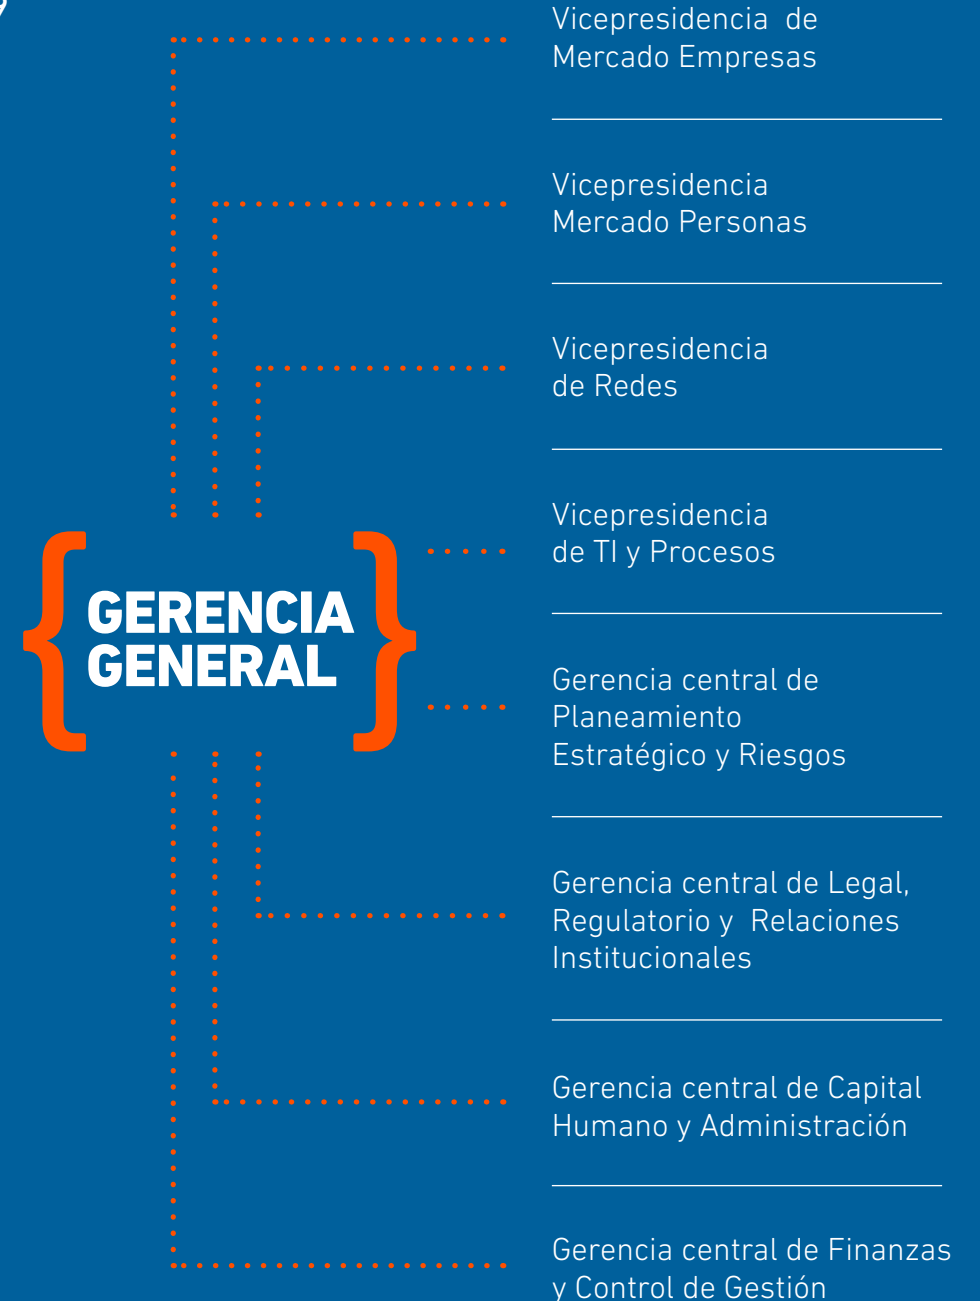 Vicepresidencia de
Mercado Empresas
Vicepresidencia
Mercado Personas
Vicepresidencia
de Redes
Vicepresidencia
de TI y Procesos
GERENCIA
GENERAL
Gerencia central de
Planeamiento
Estratégico y Riesgos
Gerencia central de Legal,
Regulatorio y Relaciones
Institucionales
Gerencia central de Capital
Humano y Administración
Gerencia central de Finanzas
y Control de Gestión